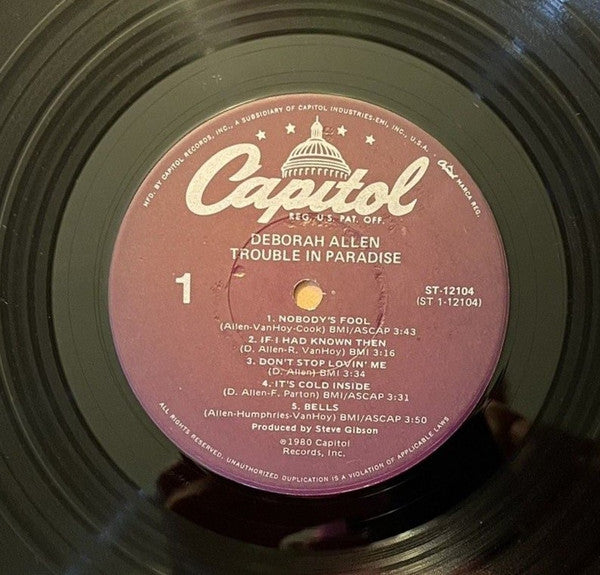 MFD. BY CAPITOL RECORDS, INC., A SUBSIDIARY OF CAPITOL INDUSTRIES-EMI, INC., U.S.A.
Capitol MARCA REG.
Capitol
REG. U.S. PAT. OFF.
DEBORAH ALLEN
TROUBLE IN PARADISE
1
ST-12104
(ST 1-12104)
1. NOBODY'S FOOL
(Allen-VanHoy-Cook) BMI/ASCAP 3:43
2. IF I HAD KNOWN THEN
(D. Allen-R. VanHoy) BMI 3:16
3. DON'T STOP LOVIN' ME
(D. Allen) BMI 3:34
4. IT'S COLD INSIDE
(D. Allen-F. Parton) BMI/ASCAP 3:31
5. BELLS
(Allen-Humphries-VanHoy) BMI/ASCAP 3:50
Produced by Steve Gibson
℗1980 Capitol
Records, Inc.
ALL RIGHTS RESERVED. UNAUTHORIZED DUPLICATION IS A VIOLATION OF APPLICABLE LAWS